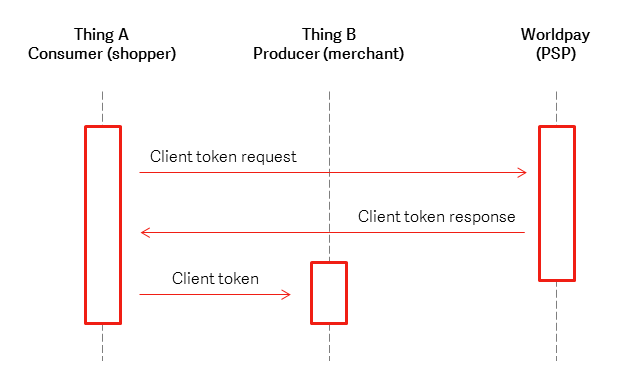 Thing A
Consumer (shopper)
Thing B
Producer (merchant)
Worldpay
(PSP)
Client token request
Client token response
Client token